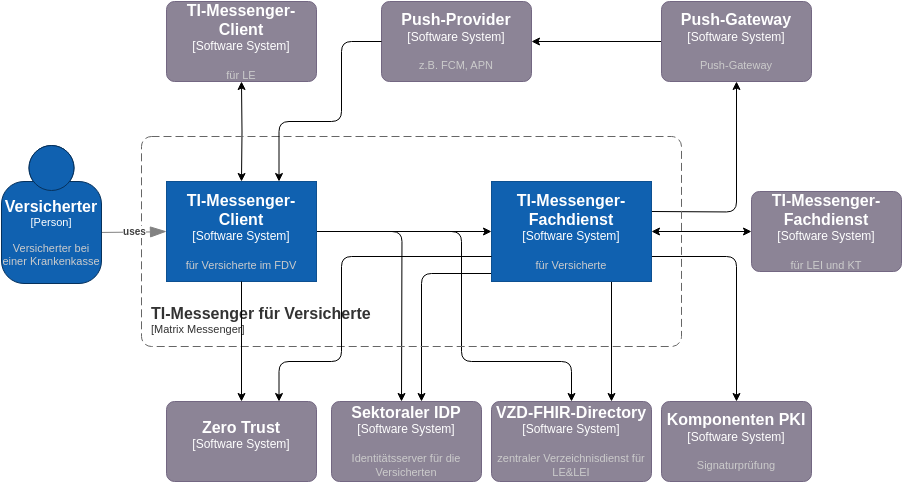 TI-Messenger-
Client
[Software System]
für LE
Push-Provider
[Software System]
z.B. FCM, APN
Push-Gateway
[Software System]
Push-Gateway
Versicherter
[Person]
Versicherter bei
einer Krankenkasse
uses
TI-Messenger-
Client
[Software System]
für Versicherte im FDV
TI-Messenger-
Fachdienst
[Software System]
für Versicherte
TI-Messenger-
Fachdienst
[Software System]
für LEI und KT
TI-Messenger für Versicherte
[Matrix Messenger]
Zero Trust
[Software System]
Sektoraler IDP
[Software System]
Identitätsserver für die
Versicherten
VZD-FHIR-Directory
[Software System]
zentraler Verzeichnisdienst für
LE&LEI
Komponenten PKI
[Software System]
Signaturprüfung